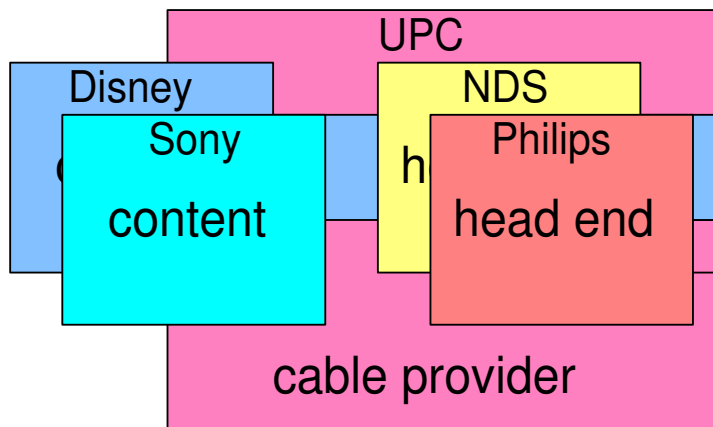 UPC
Disney
NDS
Sony
Philips
content
head end
cable provider